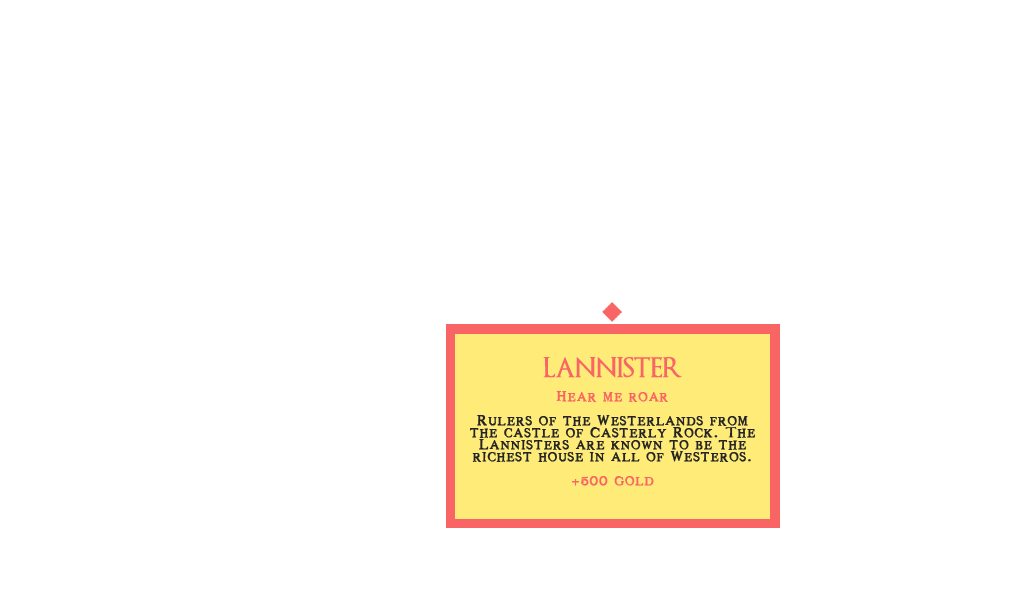 LANNISTER
Hear Me roar
Rulers of the Westerlands from
the castle of Casterly Rock. The
Lannisters are known to be the
richest house in all of Westeros.
+500 gold